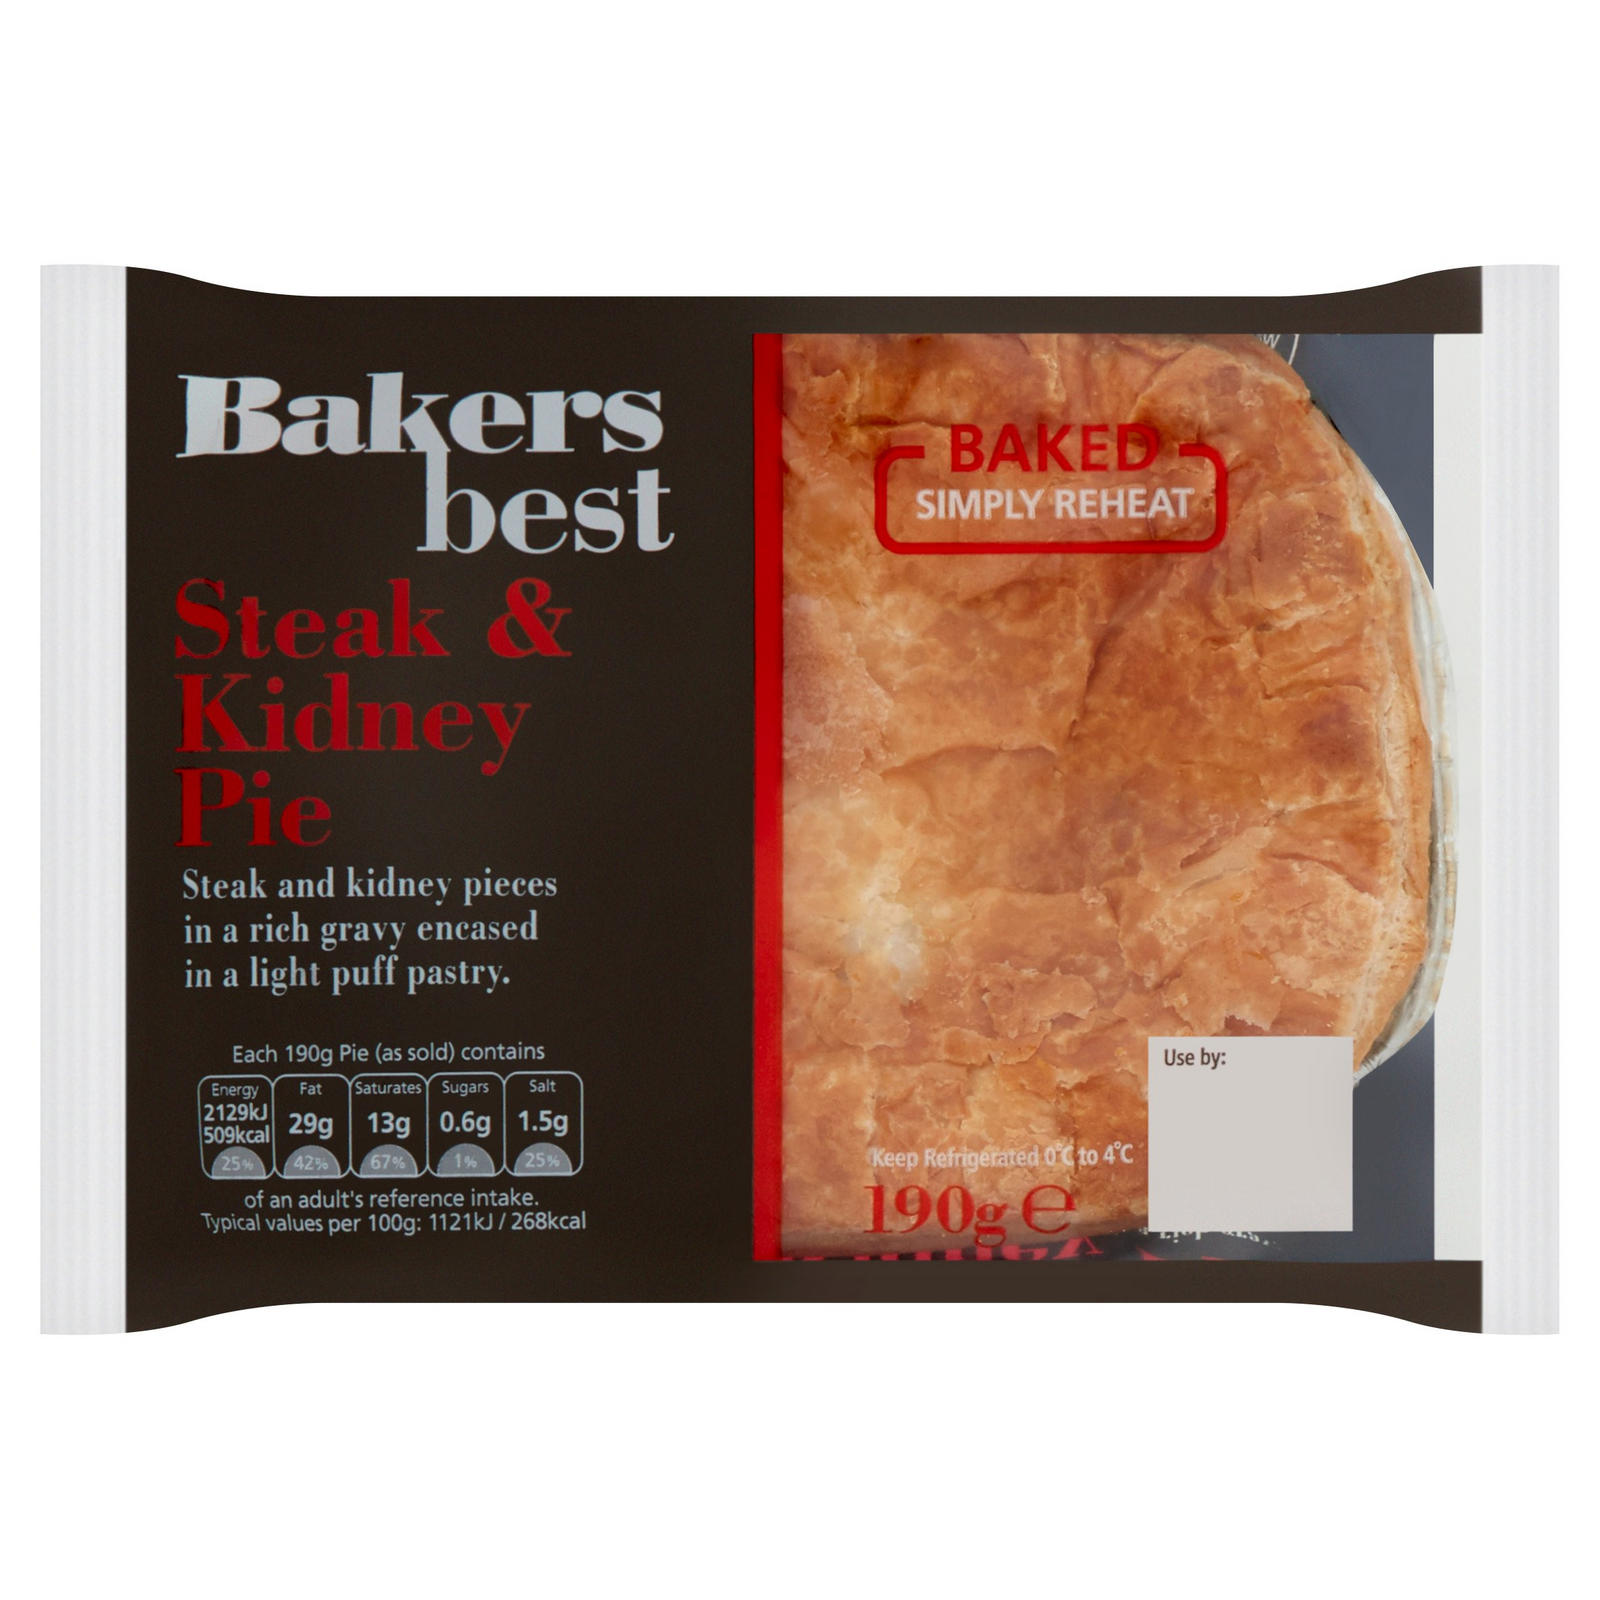 Bakers
best
Steak &
Kidney
Pie
Steak and kidney pieces
in a rich gravy encased
in a light puff pastry.
Each 190g Pie (as sold) contains
Energy Fat Saturates Sugars Salt
2129kJ
509kcal 29g 13g 0.6g 1.5g
25% 42% 67% 1% 25%
of an adult's reference intake.
Typical values per 100g: 1121kJ / 268kcal
BAKED
SIMPLY REHEAT
Use by:
Keep Refrigerated 0°C to 4°C
190g ℮